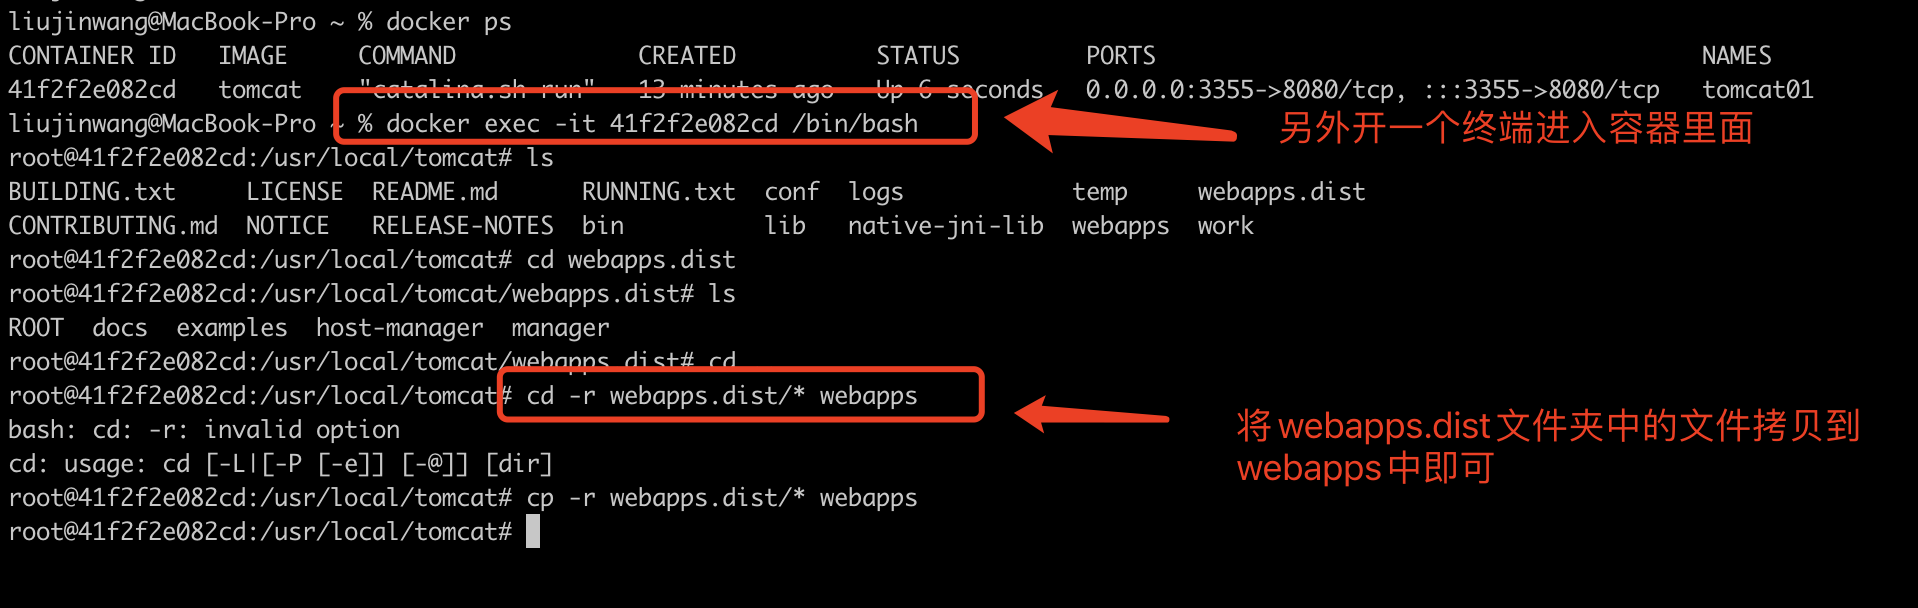 liujinwang@MacBook-Pro ~ % docker ps
CONTAINER ID   IMAGE     COMMAND             CREATED          STATUS         PORTS                                       NAMES
41f2f2e082cd   tomcat    "catalina.sh run"   13 minutes ago   Up 6 seconds   0.0.0.0:3355->8080/tcp, :::3355->8080/tcp   tomcat01
liujinwang@MacBook-Pro ~ % docker exec -it 41f2f2e082cd /bin/bash
另外开一个终端进入容器里面
root@41f2f2e082cd:/usr/local/tomcat# ls
BUILDING.txt     LICENSE  README.md      RUNNING.txt  conf  logs            temp     webapps.dist
CONTRIBUTING.md  NOTICE   RELEASE-NOTES  bin          lib   native-jni-lib  webapps  work
root@41f2f2e082cd:/usr/local/tomcat# cd webapps.dist
root@41f2f2e082cd:/usr/local/tomcat/webapps.dist# ls
ROOT  docs  examples  host-manager  manager
root@41f2f2e082cd:/usr/local/tomcat/webapps.dist# cd
root@41f2f2e082cd:/usr/local/tomcat# cd -r webapps.dist/* webapps
bash: cd: -r: invalid option
将webapps.dist文件夹中的文件拷贝到
webapps中即可
cd: usage: cd [-L|[-P [-e]] [-@]] [dir]
root@41f2f2e082cd:/usr/local/tomcat# cp -r webapps.dist/* webapps
root@41f2f2e082cd:/usr/local/tomcat#